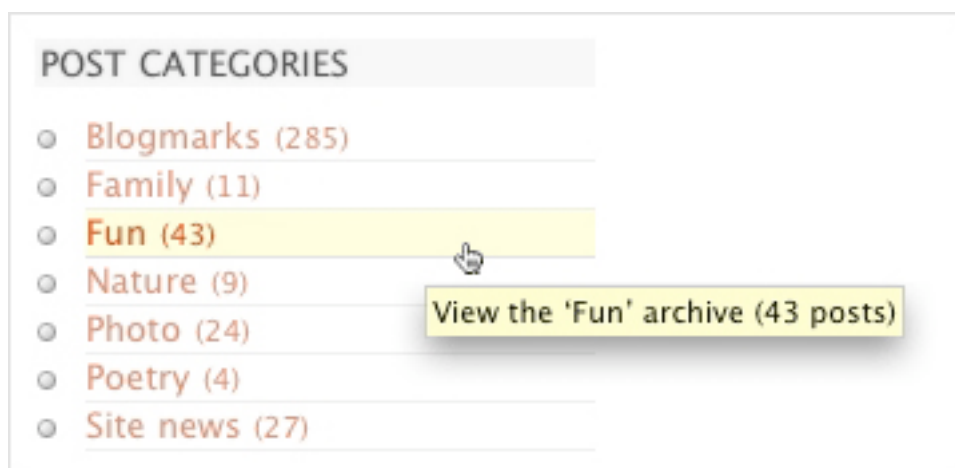 POST CATEGORIES
Blogmarks (285)
Family (11)
Fun (43)
Nature (9)
View the ‘Fun’ archive (43 posts)
Photo (24)
Poetry (4)
Site news (27)